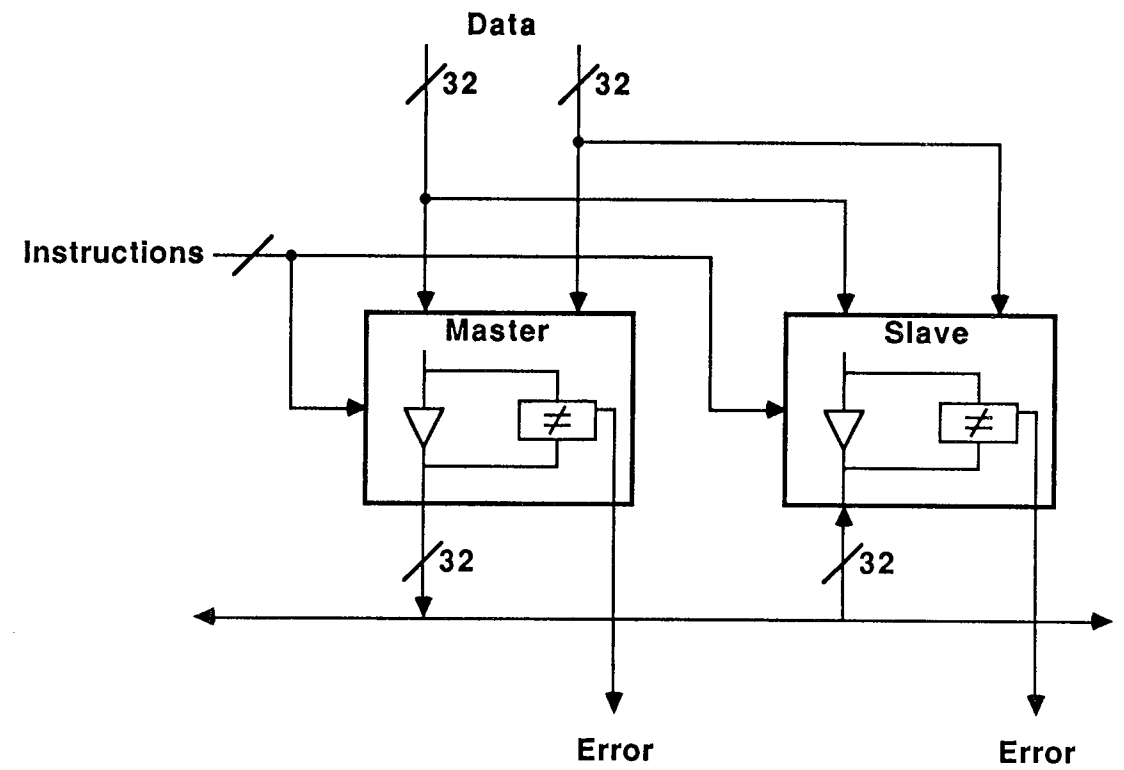 Data
32
32
Instructions
Master
Slave
≠
≠
32
32
Error
Error